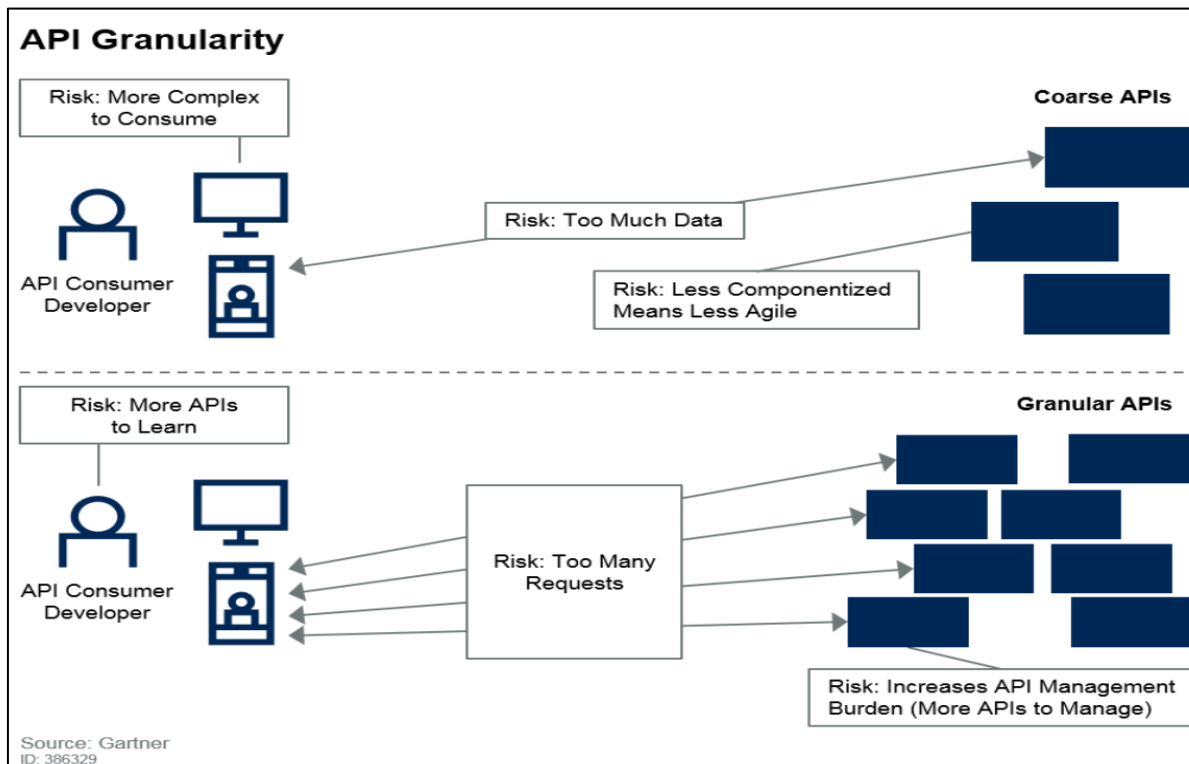 API Granularity
Risk: More Complex
to Consume
Coarse APIs
Risk: Too Much Data
API Consumer
Developer
Risk: Less Componentized
Means Less Agile
Risk: More APIs
to Learn
Granular APIs
Risk: Too Many
Requests
API Consumer
Developer
Risk: Increases API Management
Burden (More APIs to Manage)
Source: Gartner
ID: 386329